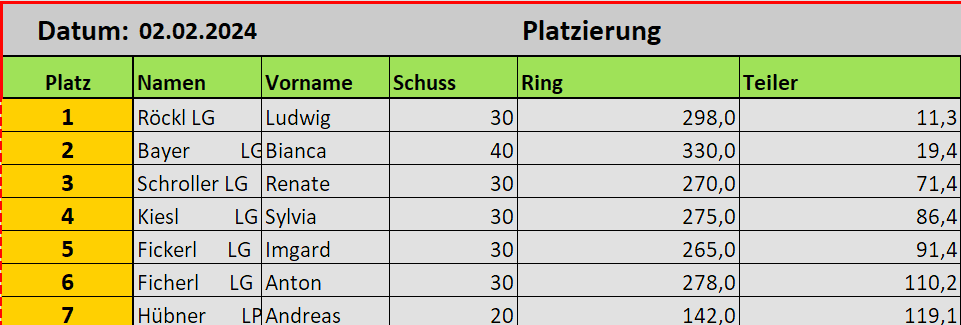 Datum: 02.02.2024 Platzierung
Platz Namen Vorname Schuss Ring Teiler
1 Röckl LG Ludwig 30 298,0 11,3
2 Bayer LG Bianca 40 330,0 19,4
3 Schroller LG Renate 30 270,0 71,4
4 Kiesl LG Sylvia 30 275,0 86,4
5 Fickerl LG Imgard 30 265,0 91,4
6 Ficherl LG Anton 30 278,0 110,2
7 Hübner LP Andreas 20 142,0 119,1